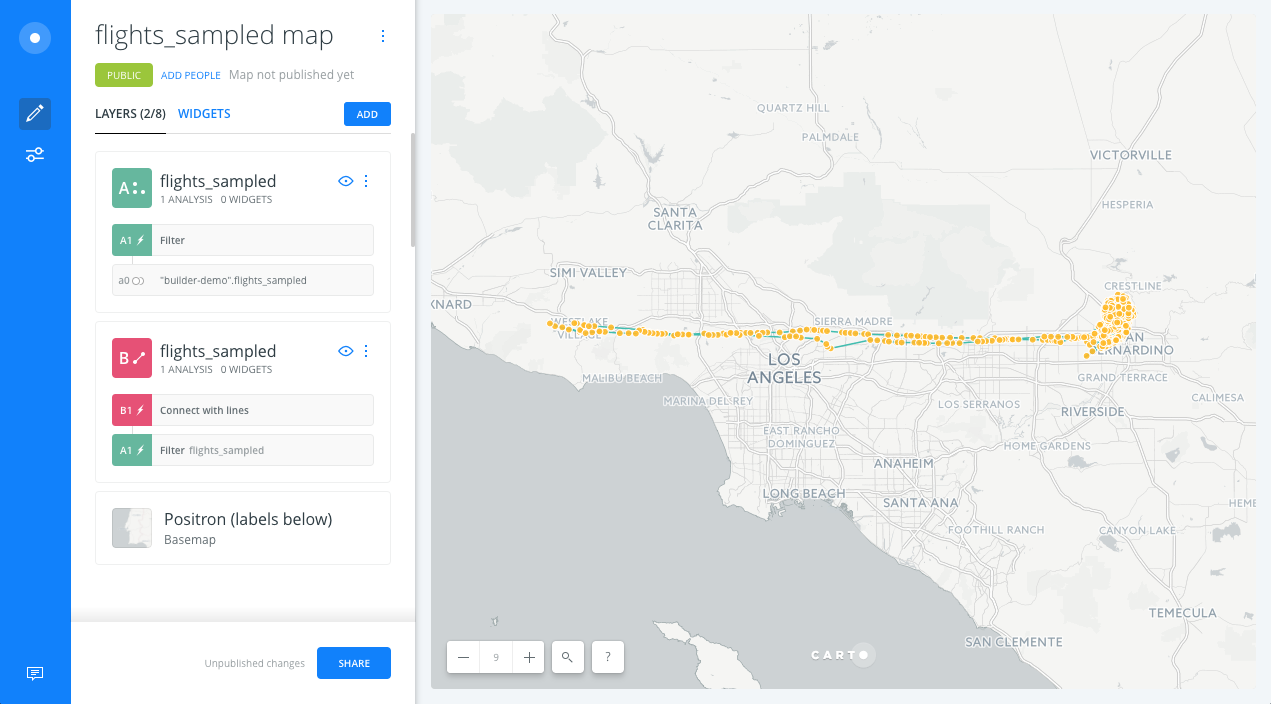 flights_sampled map
PUBLIC
ADD PEOPLE
Map not published yet
LAYERS (2/8)
WIDGETS
ADD
A
flights_sampled
1 ANALYSIS 0 WIDGETS
A1
Filter
a0
"builder-demo".flights_sampled
B
flights_sampled
1 ANALYSIS 0 WIDGETS
B1
Connect with lines
A1
Filter flights_sampled
Positron (labels below)
Basemap
Unpublished changes
SHARE
QUARTZ HILL
PALMDALE
VICTORVILLE
HESPERIA
SANTA
CLARITA
SIMI VALLEY
CRESTLINE
XNARD
WESTLAKE
VILLAGE
SIERRA MADRE
AN
ERNARDINO
LOS
ANGELES
MALIBU BEACH
GRAND TERRACE
MARINA DEL REY
LOS SERRANOS
CALIMESA
RIVERSIDE
EAST RANCHO
DOMINGUEZ
HOME GARDENS
ANAHEIM
LONG BEACH
SANTA ANA
HEME
FOOTHILL RANCH
CANYON LAKE
TEMECULA
SAN CLEMENTE
9
?
CARTO